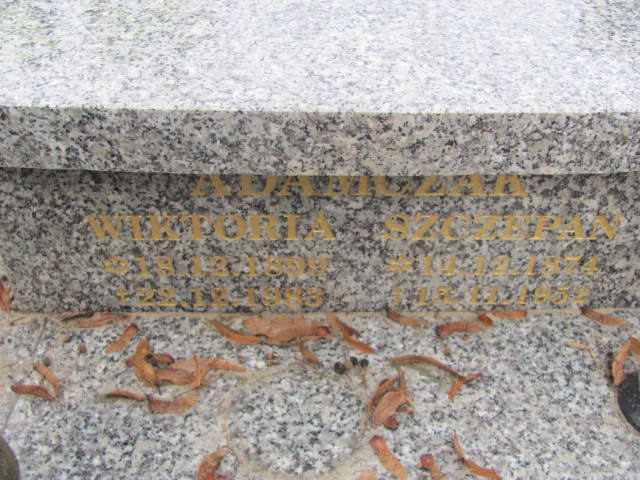 ADAMCZAK
WIKTORIA SZCZEPAN
*18.12.1899 *14.12.1874
†22.12.1983 †15.11.1952